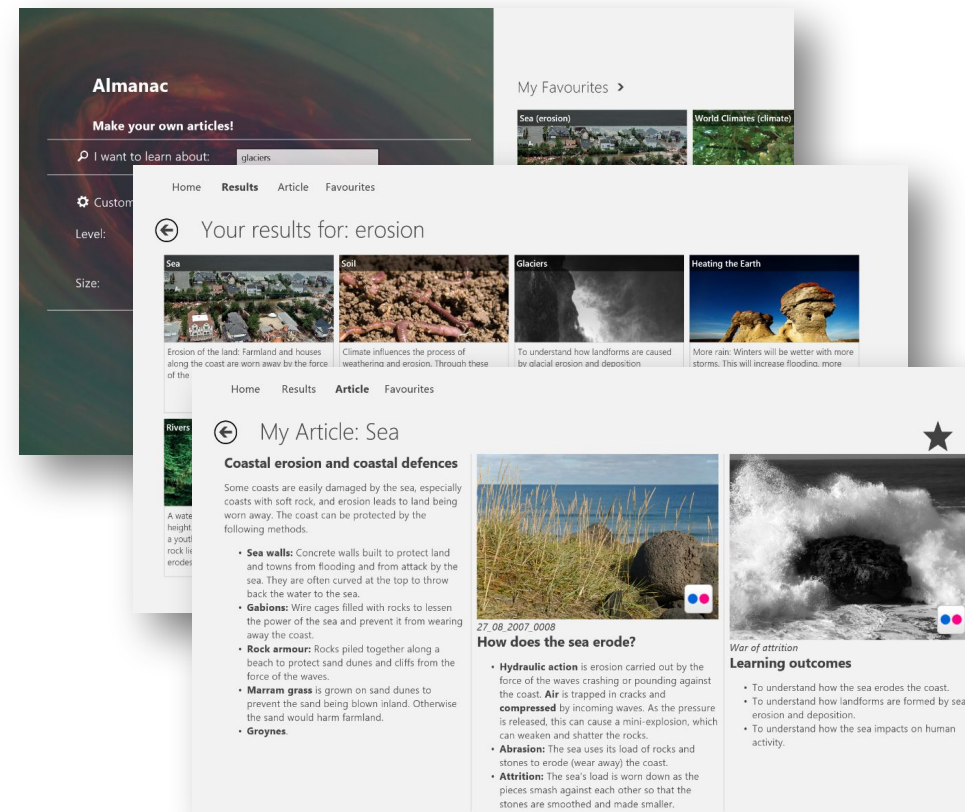 Almanac
Make your own articles!
I want to learn about:
glaciers
Custom
Level:
Size:
My Favourites >
Sea (erosion)
World Climates (climate)
Home Results Article Favourites
Your results for: erosion
Sea
Erosion of the land: Farmland and houses
along the coast are worn away by the force
of the
Soil
Climate influences the process of
weathering and erosion. Through these
Glaciers
To understand how landforms are caused
by glacial erosion and deposition
Heating the Earth
More rain: Winters will be wetter with more
storms. This will increase flooding, more
Rivers
A wate
height
a yout
rock lie
erodes
Home Results Article Favourites
My Article: Sea
Coastal erosion and coastal defences
Some coasts are easily damaged by the sea, especially
coasts with soft rock, and erosion leads to land being
worn away. The coast can be protected by the
following methods.
• Sea walls: Concrete walls built to protect land
and towns from flooding and from attack by the
sea. They are often curved at the top to throw
back the water to the sea.
• Gabions: Wire cages filled with rocks to lessen
the power of the sea and prevent it from wearing
away the coast.
• Rock armour: Rocks piled together along a
beach to protect sand dunes and cliffs from the
force of the waves.
• Marram grass is grown on sand dunes to
prevent the sand being blown inland. Otherwise
the sand would harm farmland.
• Groynes.
27_08_2007_0008
How does the sea erode?
• Hydraulic action is erosion carried out by the
force of the waves crashing or pounding against
the coast. Air is trapped in cracks and
compressed by incoming waves. As the pressure
is released, this can cause a mini-explosion, which
can weaken and shatter the rocks.
• Abrasion: The sea uses its load of rocks and
stones to erode (wear away) the coast.
• Attrition: The sea's load is worn down as the
pieces smash against each other so that the
stones are smoothed and made smaller.
War of attrition
Learning outcomes
• To understand how the sea erodes the coast.
• To understand how landforms are formed by sea
erosion and deposition.
• To understand how the sea impacts on human
activity.